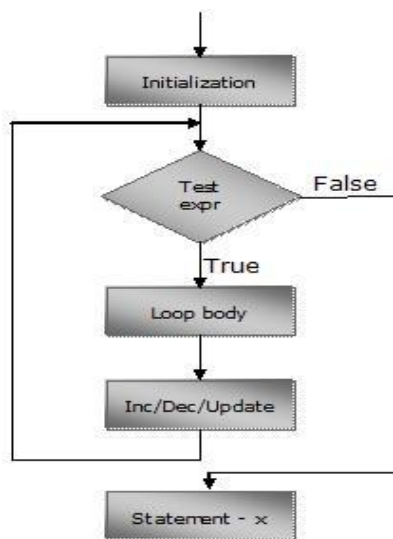 Initialization
Test
expr
False
True
Loop body
Inc/Dec/Update
Statement - x